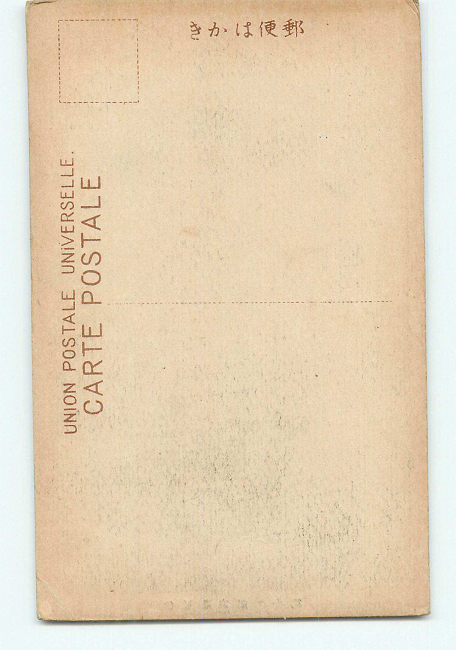 きかは便郵
UNION POSTALE UNIVERSELLE.
CARTE POSTALE